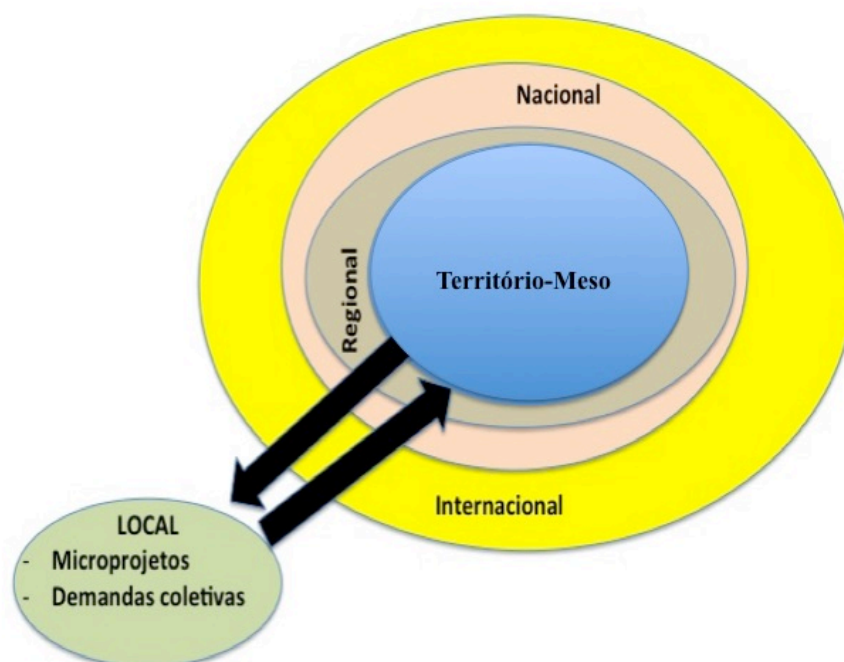 Nacional
Território-Meso
Regional
Internacional
LOCAL
- Microprojetos
- Demandas coletivas